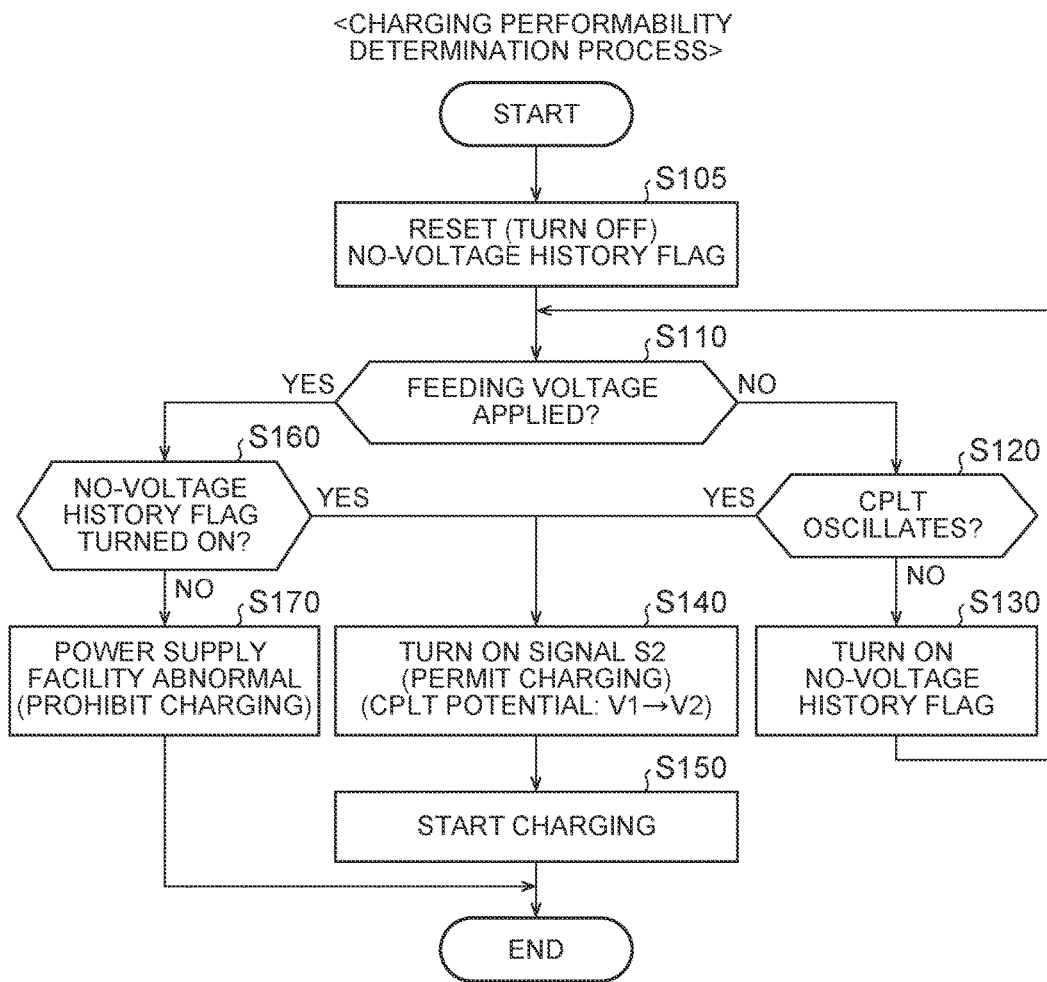 <CHARGING PERFORMABILITY
DETERMINATION PROCESS>
START
S105
RESET (TURN OFF)
NO-VOLTAGE HISTORY FLAG
S110
FEEDING VOLTAGE
APPLIED?
YES
NO
S160
NO-VOLTAGE
HISTORY FLAG
TURNED ON?
YES
NO
S120
CPLT
OSCILLATES?
YES
NO
S170
POWER SUPPLY
FACILITY ABNORMAL
(PROHIBIT CHARGING)
S140
TURN ON SIGNAL S2
(PERMIT CHARGING)
(CPLT POTENTIAL: V1→V2)
S130
TURN ON
NO-VOLTAGE
HISTORY FLAG
S150
START CHARGING
END